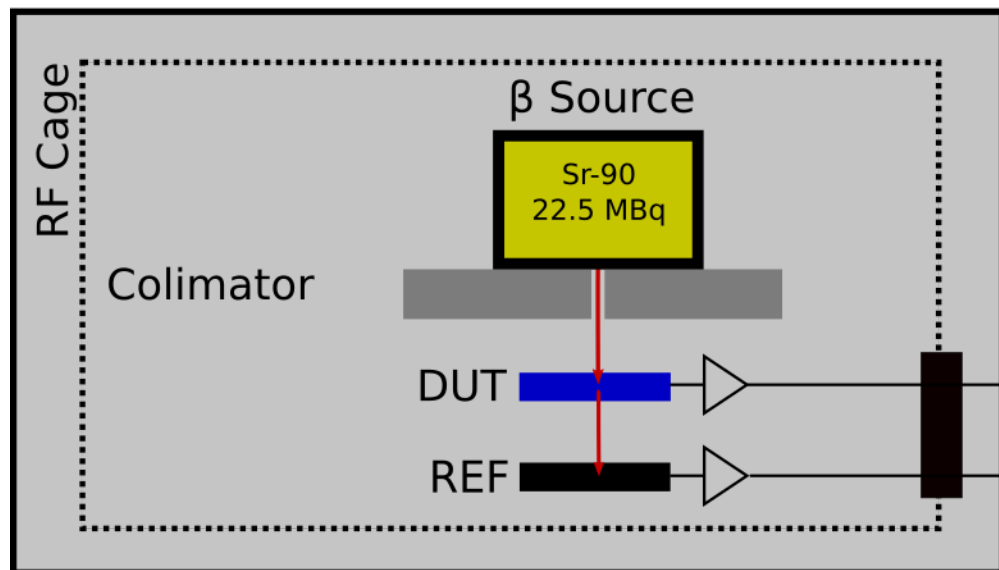 RF Cage
β Source
Sr-90
22.5 MBq
Colimator
DUT
REF